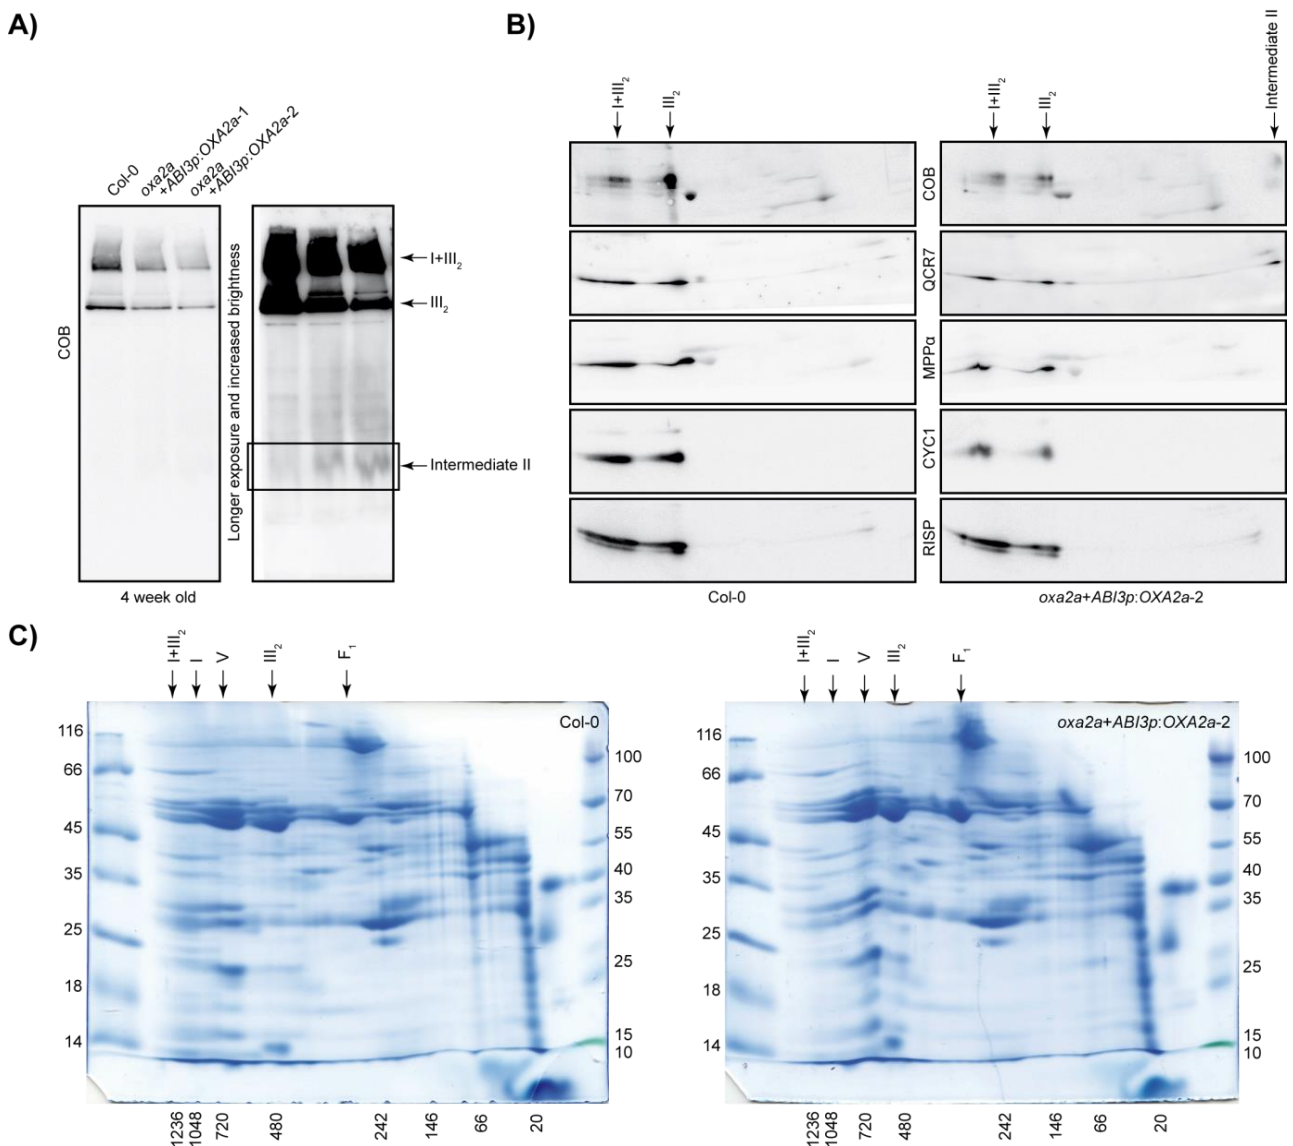 A)
Col-0
oxa2a
+ABI3p:OXA2a-1
oxa2a
+ABI3p:OXA2a-2
COB
Longer exposure and increased brightness
I+III₂
III₂
Intermediate II
4 week old
B)
I+III₂
III₂
I+III₂
III₂
Intermediate II
COB
QCR7
MPPα
CYC1
RISP
Col-0
oxa2a+ABI3p:OXA2a-2
C)
I+III₂
I
V
III₂
F₁
Col-0
116
66
45
35
25
18
14
100
70
55
40
35
25
15
10
1236
1048
720
480
242
146
66
20
I+III₂
I
V
III₂
F₁
oxa2a+ABI3p:OXA2a-2
116
66
45
35
25
18
14
100
70
55
40
35
25
15
10
1236
1048
720
480
242
146
66
20